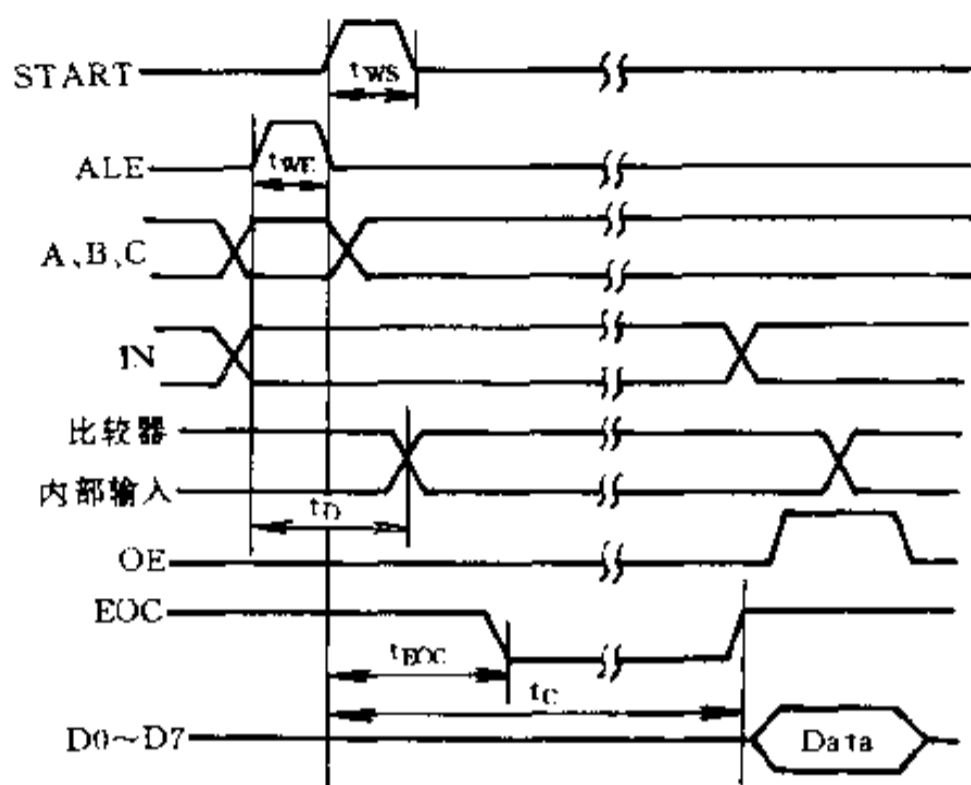 START
tWS
ALE
tWE
A、B、C
IN
比较器
内部输入
tD
OE
EOC
tEOC
tC
D0～D7
Data